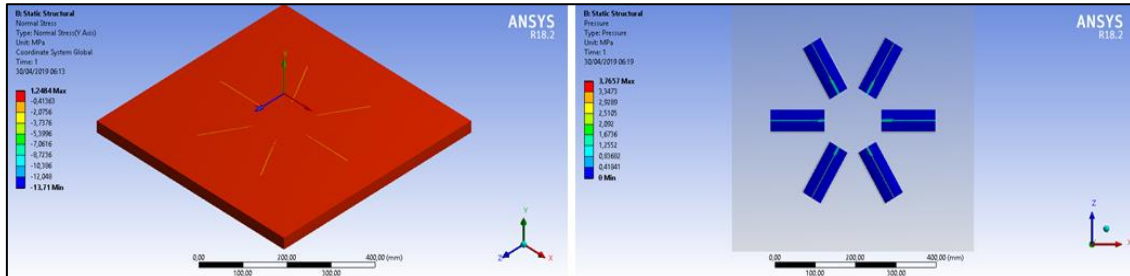 B: Static Structural
Normal Stress
Type: Normal Stress(Y Axis)
Unit: MPa
Coordinate System Global
Time: 1
30/04/2019 06:13
1,2484 Max
-0,41363
-2,0756
-3,7376
-5,3996
-7,0616
-8,7236
-10,386
-12,048
-13,71 Min
ANSYS
R18.2
Y
Z
Y
Z
X
0,00
200,00
400,00 (mm)
100,00
300,00
B: Static Structural
Pressure
Type: Pressure
Unit: MPa
Time: 1
30/04/2019 06:19
3,7657 Max
3,3473
2,9289
2,5105
2,092
1,6736
1,2552
0,83682
0,41841
0 Min
ANSYS
R18.2
Z
X
0,00
200,00
400,00 (mm)
100,00
300,00